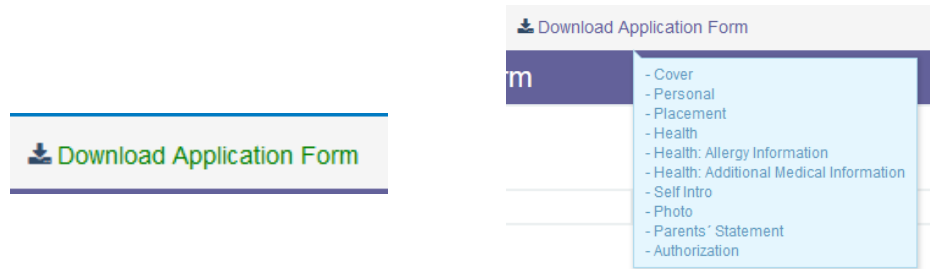 Download Application Form
Download Application Form
rm
- Cover
- Personal
- Placement
- Health
- Health: Allergy Information
- Health: Additional Medical Information
- Self Intro
- Photo
- Parents´ Statement
- Authorization